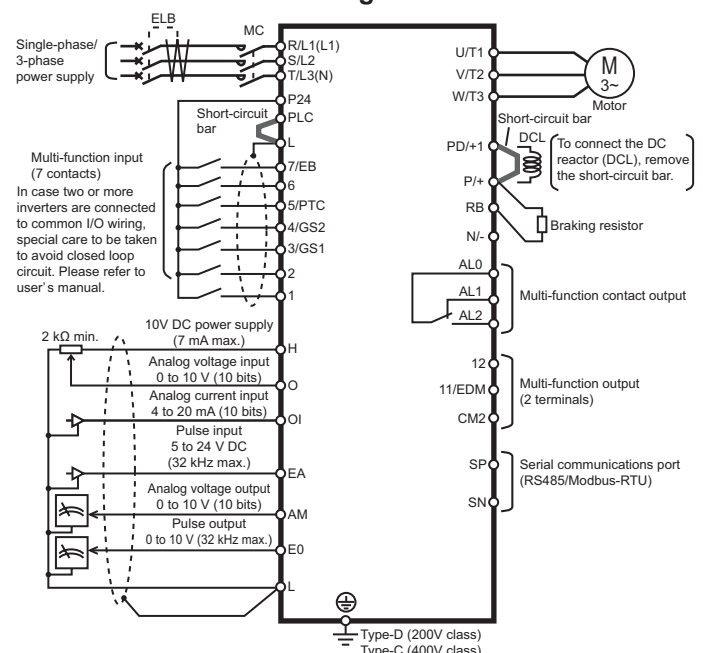 ELB
MC
Single-phase/
3-phase
power supply
R/L1(L1)
S/L2
T/L3(N)
P24
PLC
Short-circuit
bar
L
Multi-function input
(7 contacts)
In case two or more
inverters are connected
to common I/O wiring,
special care to be taken
to avoid closed loop
circuit. Please refer to
user's manual.
7/EB
6
5/PTC
4/GS2
3/GS1
2
1
2 kΩ min.
10V DC power supply
(7 mA max.)
H
Analog voltage input
0 to 10 V (10 bits)
O
Analog current input
4 to 20 mA (10 bits)
OI
Pulse input
5 to 24 V DC
(32 kHz max.)
EA
Analog voltage output
0 to 10 V (10 bits)
AM
Pulse output
0 to 10 V (32 kHz max.)
E0
L
U/T1
V/T2
W/T3
M
3~
Motor
Short-circuit bar
PD/+1
DCL
To connect the DC
reactor (DCL), remove
the short-circuit bar.
P/+
RB
Braking resistor
N/-
AL0
AL1
AL2
Multi-function contact output
12
11/EDM
CM2
Multi-function output
(2 terminals)
SP
SN
Serial communications port
(RS485/Modbus-RTU)
Type-D (200V class)
Type-C (400V class)